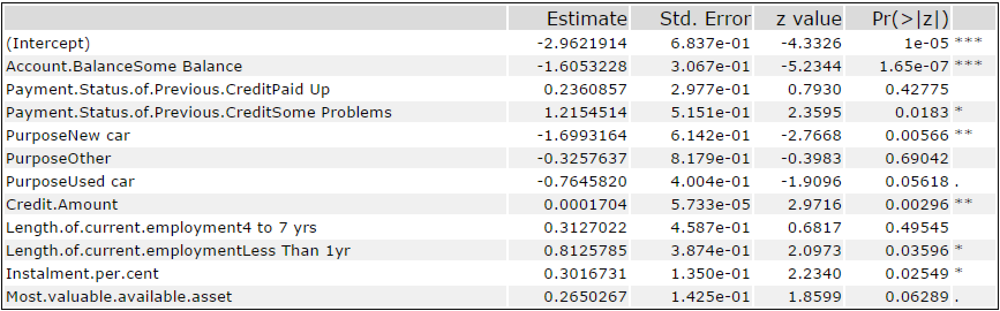 Estimate Std. Error z value Pr(>|z|)
(Intercept) -2.9621914 6.837e-01 -4.3326 1e-05 ***
Account.BalanceSome Balance -1.6053228 3.067e-01 -5.2344 1.65e-07 ***
Payment.Status.of.Previous.CreditPaid Up 0.2360857 2.977e-01 0.7930 0.42775
Payment.Status.of.Previous.CreditSome Problems 1.2154514 5.151e-01 2.3595 0.0183 *
PurposeNew car -1.6993164 6.142e-01 -2.7668 0.00566 **
PurposeOther -0.3257637 8.179e-01 -0.3983 0.69042
PurposeUsed car -0.7645820 4.004e-01 -1.9096 0.05618 .
Credit.Amount 0.0001704 5.733e-05 2.9716 0.00296 **
Length.of.current.employment4 to 7 yrs 0.3127022 4.587e-01 0.6817 0.49545
Length.of.current.employmentLess Than 1yr 0.8125785 3.874e-01 2.0973 0.03596 *
Instalment.per.cent 0.3016731 1.350e-01 2.2340 0.02549 *
Most.valuable.available.asset 0.2650267 1.425e-01 1.8599 0.06289 .